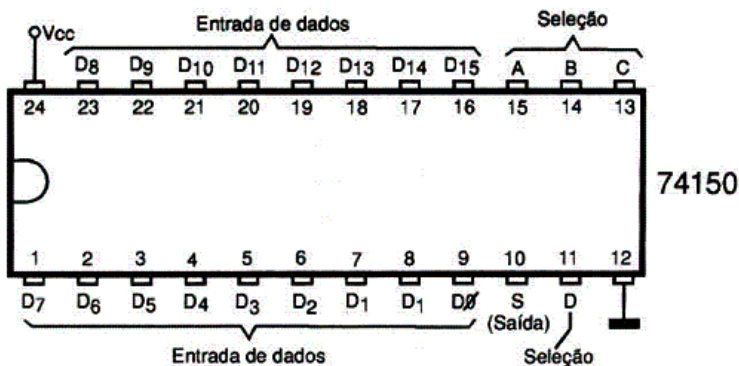 Entrada de dados
Seleção
Vcc
D8 D9 D10 D11 D12 D13 D14 D15 A B C
24 23 22 21 20 19 18 17 16 15 14 13
74150
1 2 3 4 5 6 7 8 9 10 11 12
D7 D6 D5 D4 D3 D2 D1 D1 DØ S D
(Saída)
Entrada de dados
Seleção